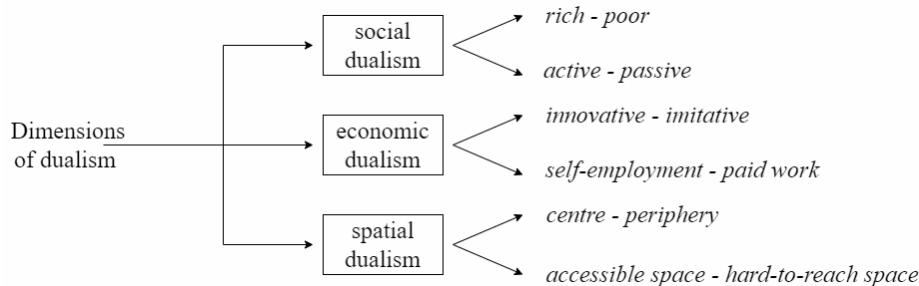 Dimensions
of dualism
social
dualism
rich - poor
active - passive
economic
dualism
innovative - imitative
self-employment - paid work
spatial
dualism
centre - periphery
accessible space - hard-to-reach space